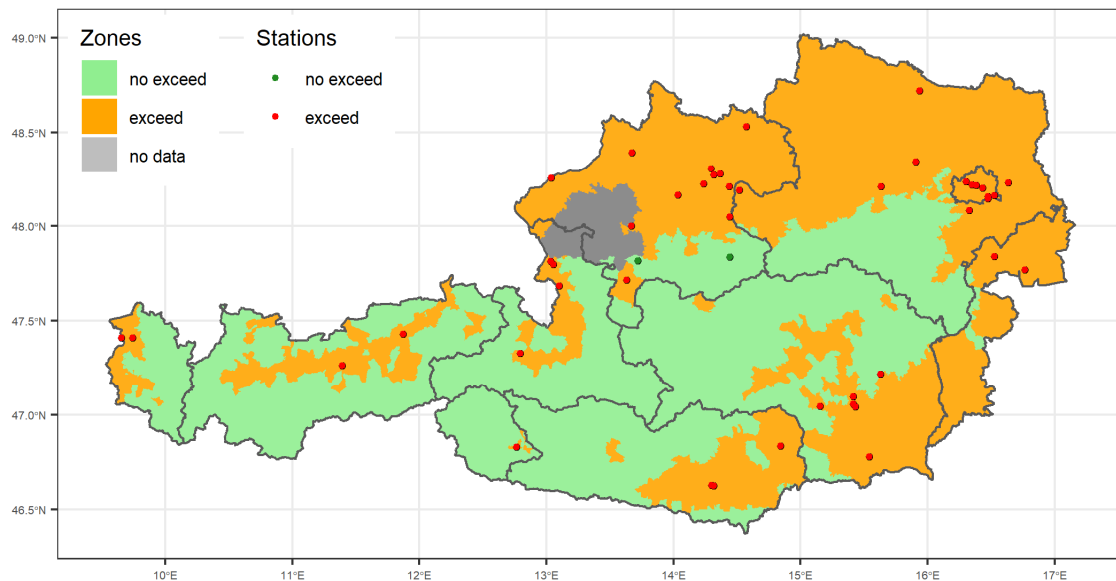 Zones
no exceed
exceed
no data
Stations
no exceed
exceed
49.0°N
48.5°N
48.0°N
47.5°N
47.0°N
46.5°N
10°E 11°E 12°E 13°E 14°E 15°E 16°E 17°E